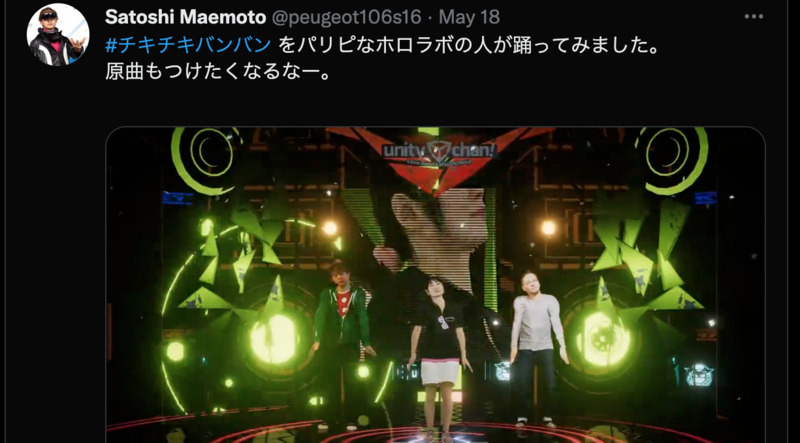 Satoshi Maemoto @peugeot106s16 · May 18
#チキチキバンバン をパリピなホロラボの人が踊ってみました。
原曲もつけたくなるなー。
unity chan!